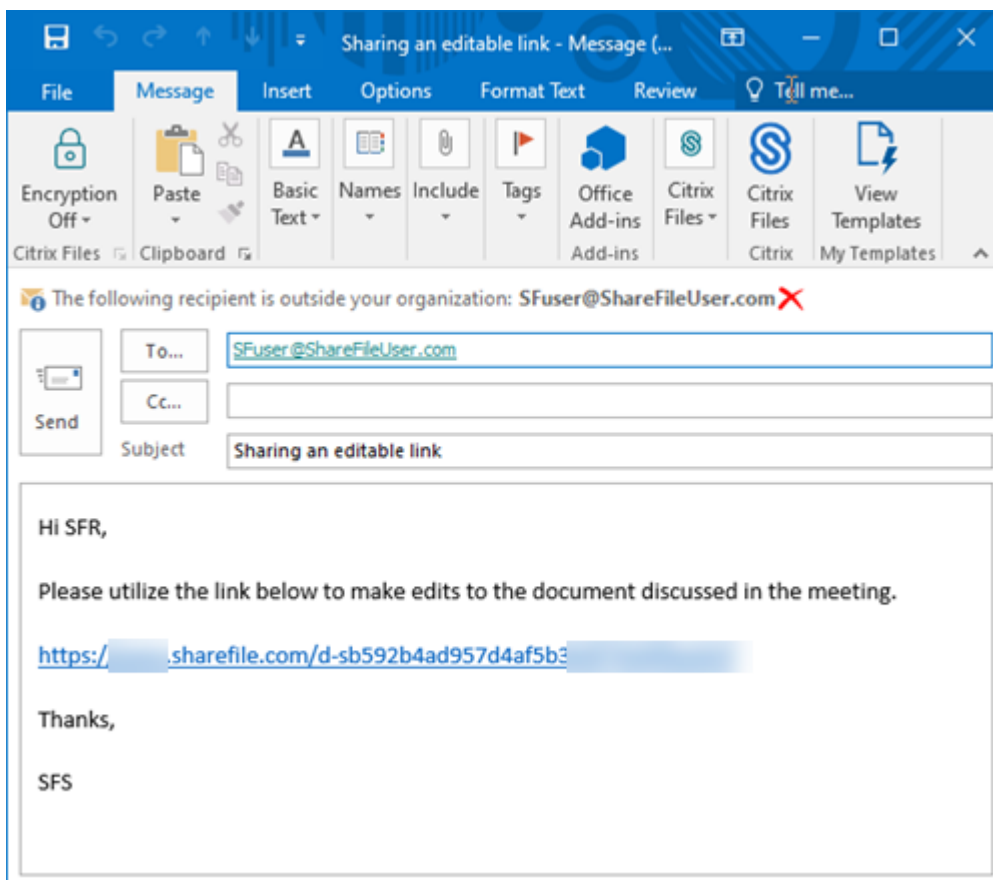 Sharing an editable link - Message (...
File Message Insert Options Format Text Review Tell me...
Encryption Off Paste Basic Text Names Include Tags Office Add-ins Citrix Files Citrix Files View Templates
Citrix Files Clipboard Add-ins Citrix My Templates
The following recipient is outside your organization: SFuser@ShareFileUser.com
To... SFuser@ShareFileUser.com
Cc...
Send
Subject Sharing an editable link
Hi SFR,
Please utilize the link below to make edits to the document discussed in the meeting.
https:/ .sharefile.com/d-sb592b4ad957d4af5b3
Thanks,
SFS